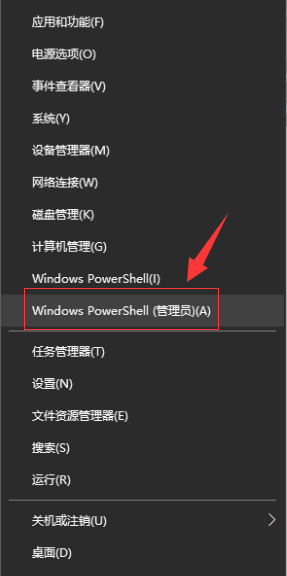 应用和功能(F)
电源选项(O)
事件查看器(V)
系统(Y)
设备管理器(M)
网络连接(W)
磁盘管理(K)
计算机管理(G)
Windows PowerShell(I)
Windows PowerShell (管理员)(A)
任务管理器(T)
设置(N)
文件资源管理器(E)
搜索(S)
运行(R)
关机或注销(U)
桌面(D)